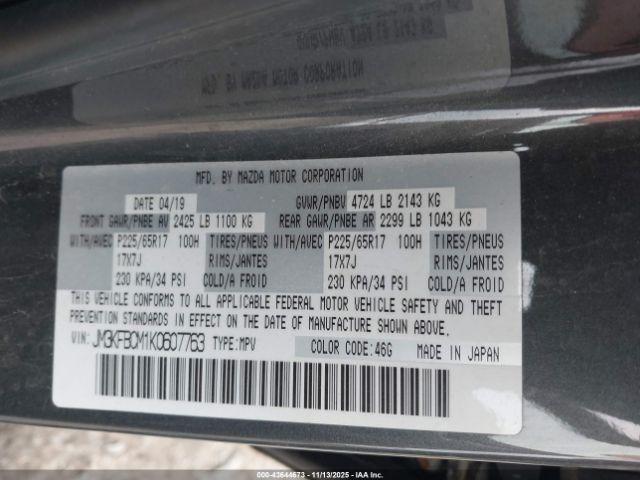 MFD. BY MAZDA MOTOR CORPORATION
DATE 04/19 GVWR/PNBV 4724 LB 2143 KG
FRONT GAWR/PNBE AV 2425 LB 1100 KG REAR GAWR/PNBE AR 2299 LB 1043 KG
WITH/AVEC P225/65R17 100H TIRES/PNEUS WITH/AVEC P225/65R17 100H TIRES/PNEUS
17X7J RIMS/JANTES 17X7J RIMS/JANTES
230 KPA/34 PSI COLD/A FROID 230 KPA/34 PSI COLD/A FROID
THIS VEHICLE CONFORMS TO ALL APPLICABLE FEDERAL MOTOR VEHICLE SAFETY AND THEFT
PREVENTION STANDARDS IN EFFECT ON THE DATE OF MANUFACTURE SHOWN ABOVE.
VIN: JM3KFBCM1K0607763 TYPE:MPV COLOR CODE:46G MADE IN JAPAN
000-43644673 11/13/2025 IAAI.com